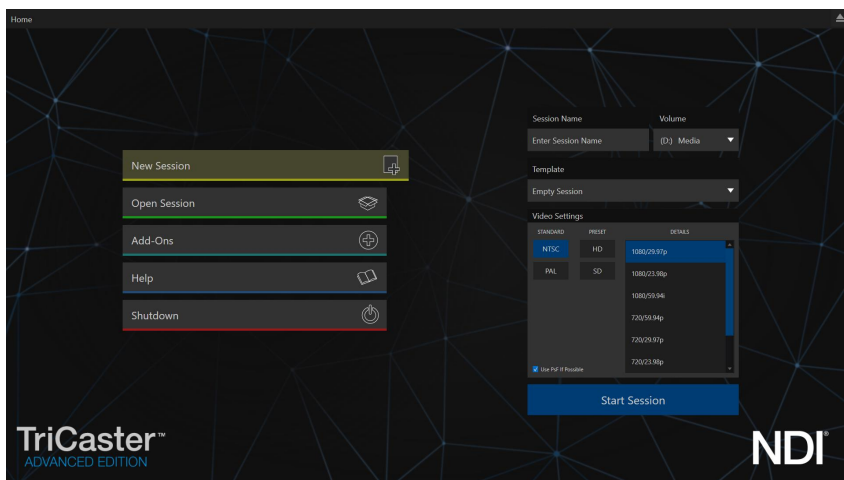 Home
New Session
Open Session
Add-Ons
Help
Shutdown
Session Name
Volume
Enter Session Name
(D:) Media
Template
Empty Session
Video Settings
STANDARD
PRESET
DETAILS
NTSC
HD
PAL
SD
1080/29.97p
1080/23.98p
1080/59.94i
720/59.94p
720/29.97p
720/23.98p
Use PsF If Possible
Start Session
TriCaster™
ADVANCED EDITION
NDI®